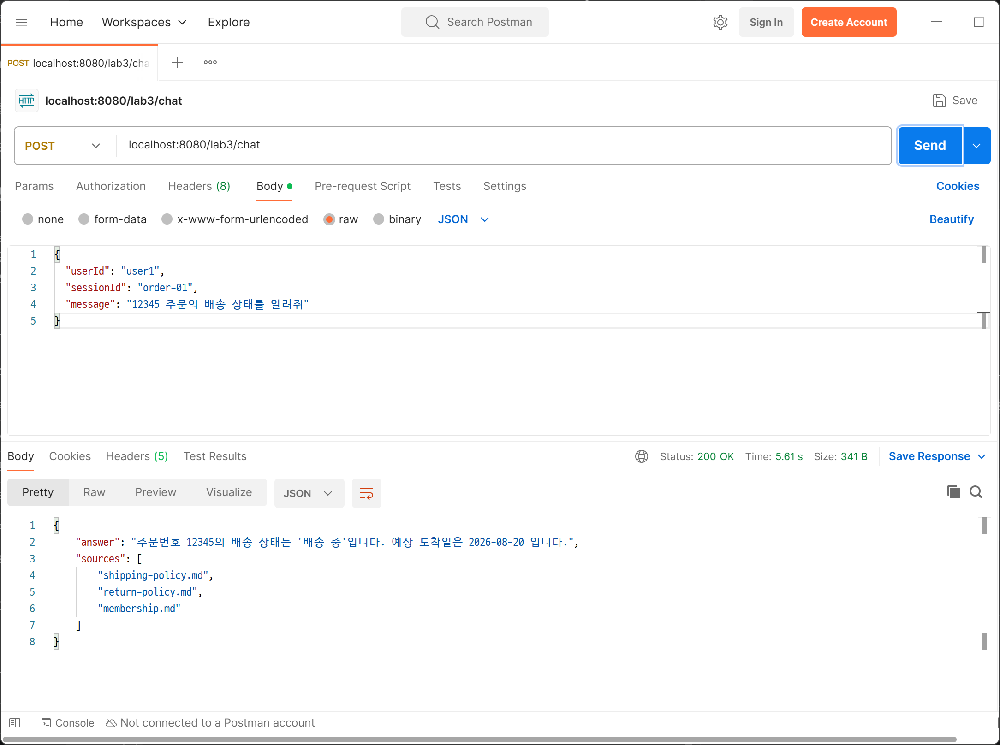 Home Workspaces Explore Search Postman Sign In Create Account
POST localhost:8080/lab3/cha
HTTP localhost:8080/lab3/chat Save
POST localhost:8080/lab3/chat Send
Params Authorization Headers (8) Body Pre-request Script Tests Settings Cookies
none form-data x-www-form-urlencoded raw binary JSON Beautify
1 {
2 "userId": "user1",
3 "sessionId": "order-01",
4 "message": "12345 주문의 배송 상태를 알려줘"
5 }
Body Cookies Headers (5) Test Results Status: 200 OK Time: 5.61 s Size: 341 B Save Response
Pretty Raw Preview Visualize JSON
1 {
2 "answer": "주문번호 12345의 배송 상태는 '배송 중'입니다. 예상 도착일은 2026-08-20 입니다.",
3 "sources": [
4 "shipping-policy.md",
5 "return-policy.md",
6 "membership.md"
7 ]
8 }
Console Not connected to a Postman account